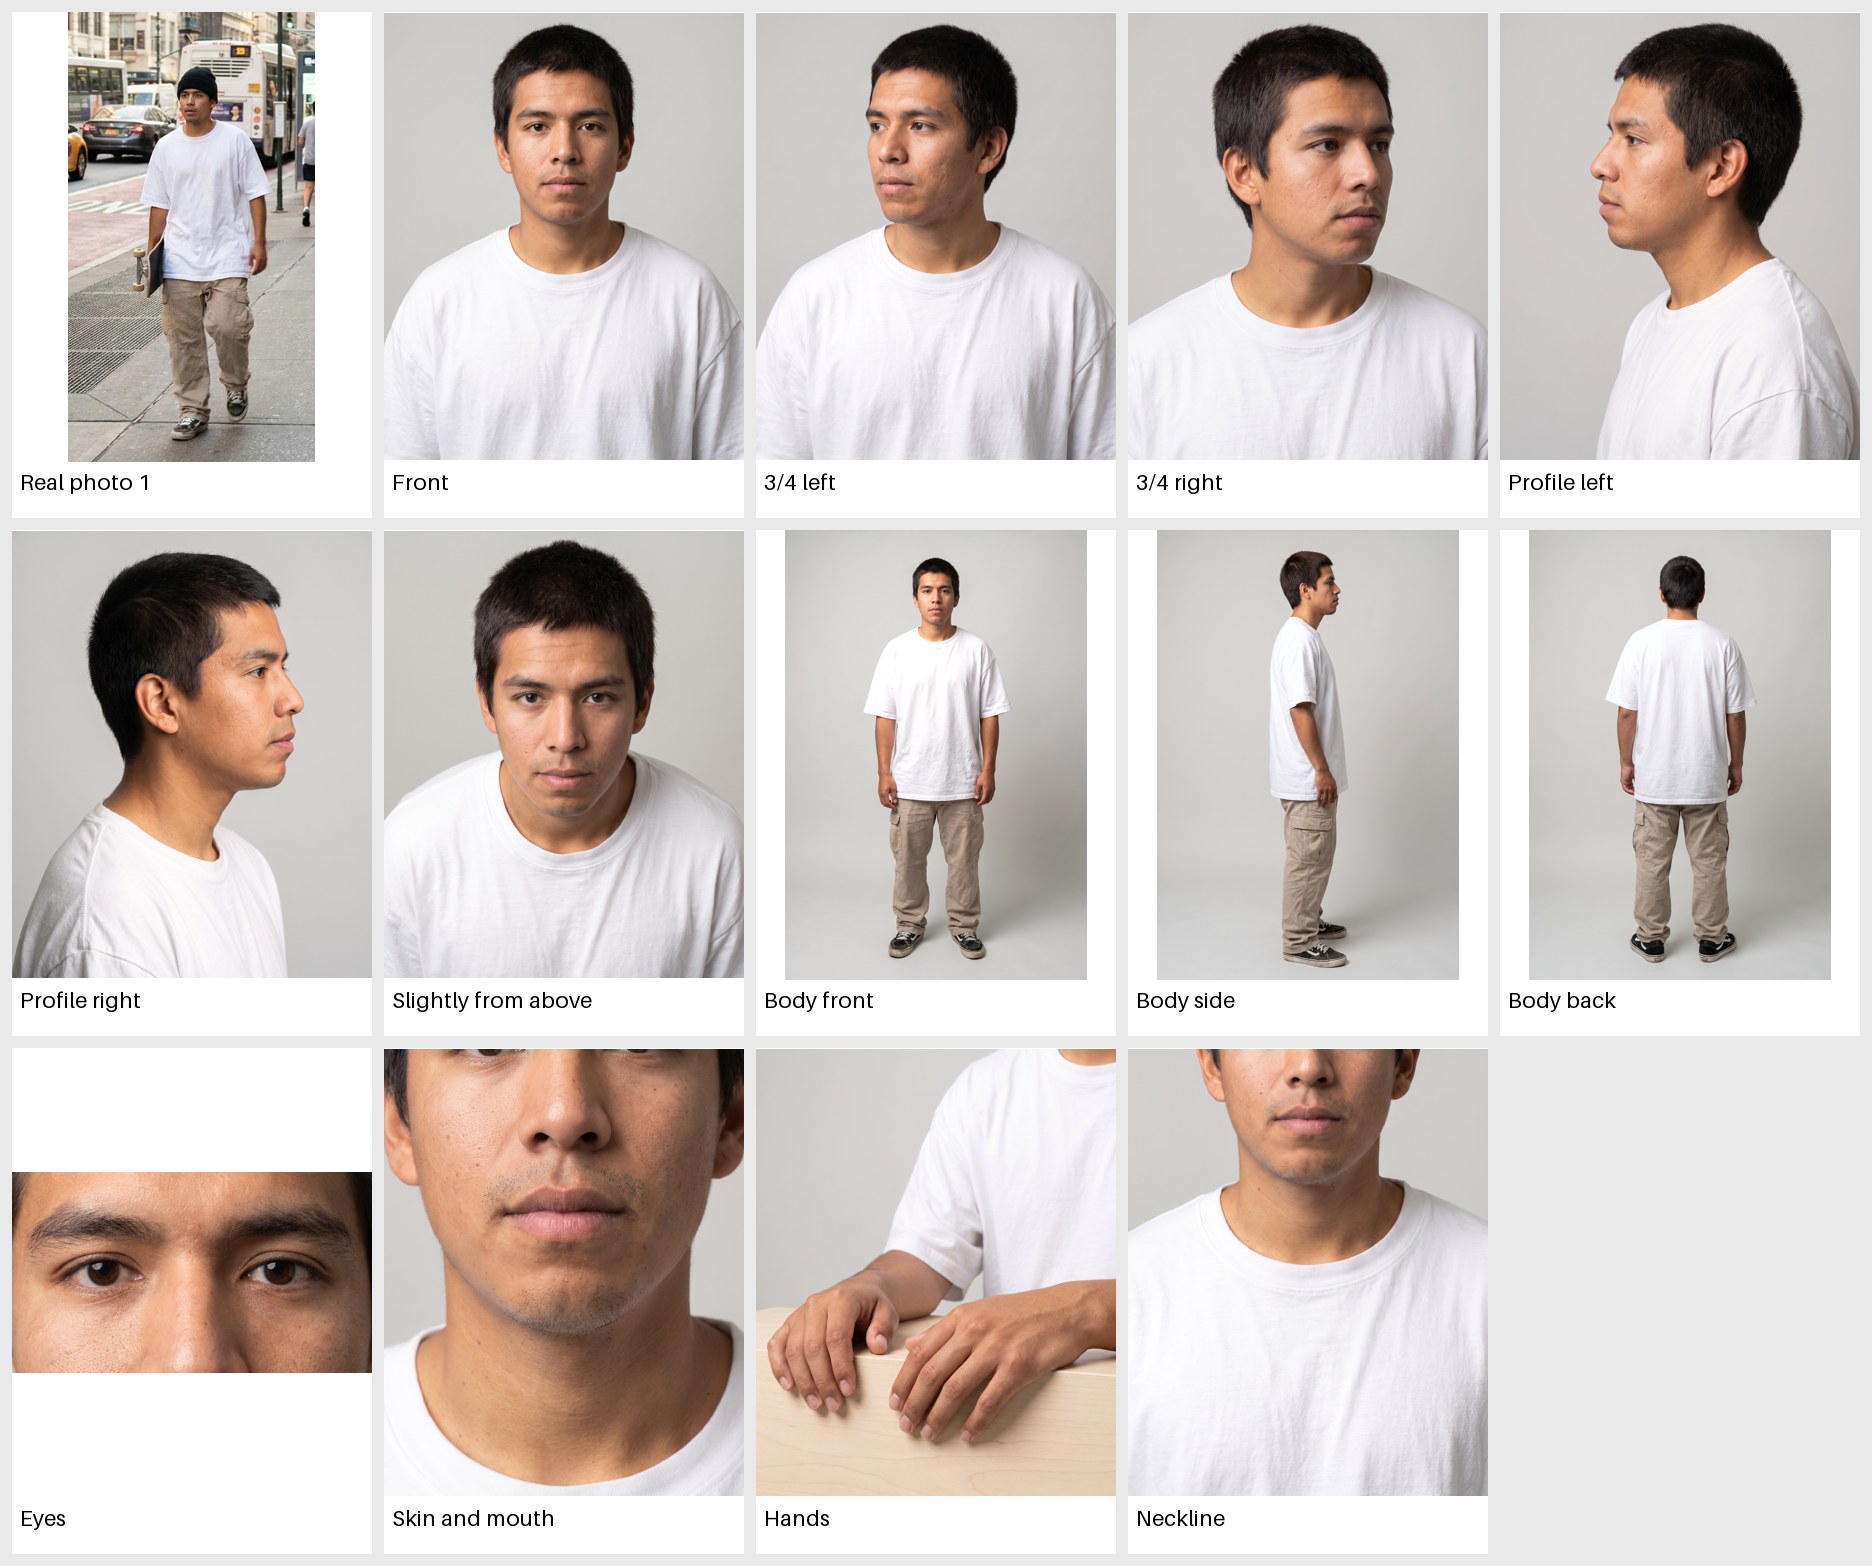 Real photo 1
Front
3/4 left
3/4 right
Profile left
Profile right
Slightly from above
Body front
Body side
Body back
Eyes
Skin and mouth
Hands
Neckline